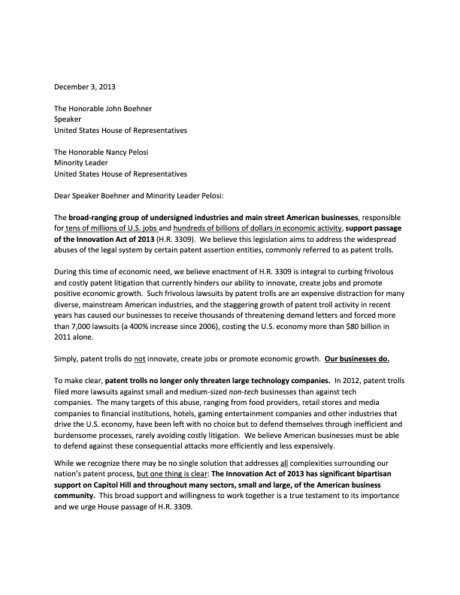 December 3, 2013
The Honorable John Boehner
Speaker
United States House of Representatives
The Honorable Nancy Pelosi
Minority Leader
United States House of Representatives
Dear Speaker Boehner and Minority Leader Pelosi:
The broad-ranging group of undersigned industries and main street American businesses, responsible
for tens of millions of U.S. jobs and hundreds of billions of dollars in economic activity, support passage
of the Innovation Act of 2013 (H.R. 3309).  We believe this legislation aims to address the widespread
abuses of the legal system by certain patent assertion entities, commonly referred to as patent trolls.
During this time of economic need, we believe enactment of H.R. 3309 is integral to curbing frivolous
and costly patent litigation that currently hinders our ability to innovate, create jobs and promote
positive economic growth.  Such frivolous lawsuits by patent trolls are an expensive distraction for many
diverse, mainstream American industries, and the staggering growth of patent troll activity in recent
years has caused our businesses to receive thousands of threatening demand letters and forced more
than 7,000 lawsuits (a 400% increase since 2006), costing the U.S. economy more than $80 billion in
2011 alone.
Simply, patent trolls do not innovate, create jobs or promote economic growth.  Our businesses do.
To make clear, patent trolls no longer only threaten large technology companies.  In 2012, patent trolls
filed more lawsuits against small and medium-sized non-tech businesses than against tech
companies.  The many targets of this abuse, ranging from food providers, retail stores and media
companies to financial institutions, hotels, gaming entertainment companies and other industries that
drive the U.S. economy, have been left with no choice but to defend themselves through inefficient and
burdensome processes, rarely avoiding costly litigation.  We believe American businesses must be able
to defend against these consequential attacks more efficiently and less expensively.
While we recognize there may be no single solution that addresses all complexities surrounding our
nation's patent process, but one thing is clear: The Innovation Act of 2013 has significant bipartisan
support on Capitol Hill and throughout many sectors, small and large, of the American business
community.  This broad support and willingness to work together is a true testament to its importance
and we urge House passage of H.R. 3309.